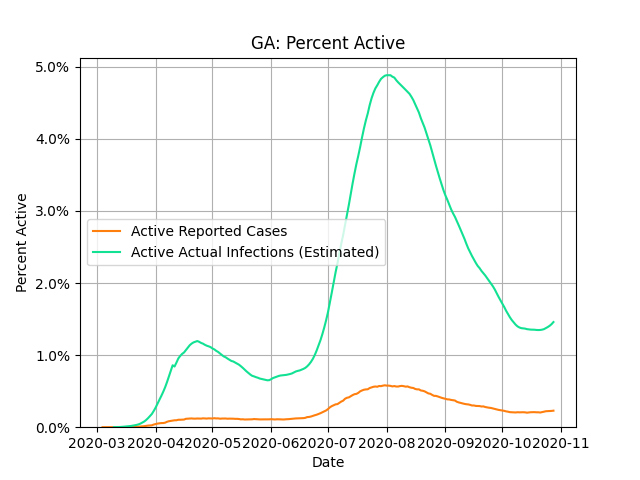 GA: Percent Active
5.0%
4.0%
3.0%
2.0%
1.0%
0.0%
Percent Active
Active Reported Cases
Active Actual Infections (Estimated)
2020-03 2020-04 2020-05 2020-06 2020-07 2020-08 2020-09 2020-10 2020-11
Date